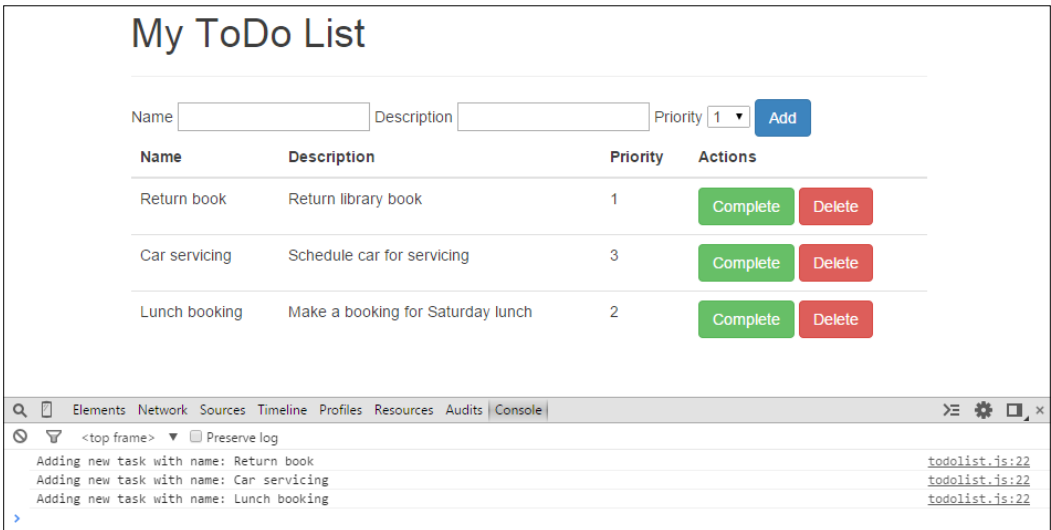 My ToDo List
Name Description Priority 1 Add
Name Description Priority Actions
Return book Return library book 1 Complete Delete
Car servicing Schedule car for servicing 3 Complete Delete
Lunch booking Make a booking for Saturday lunch 2 Complete Delete
Elements Network Sources Timeline Profiles Resources Audits Console
<top frame> Preserve log
Adding new task with name: Return book todolist.js:22
Adding new task with name: Car servicing todolist.js:22
Adding new task with name: Lunch booking todolist.js:22